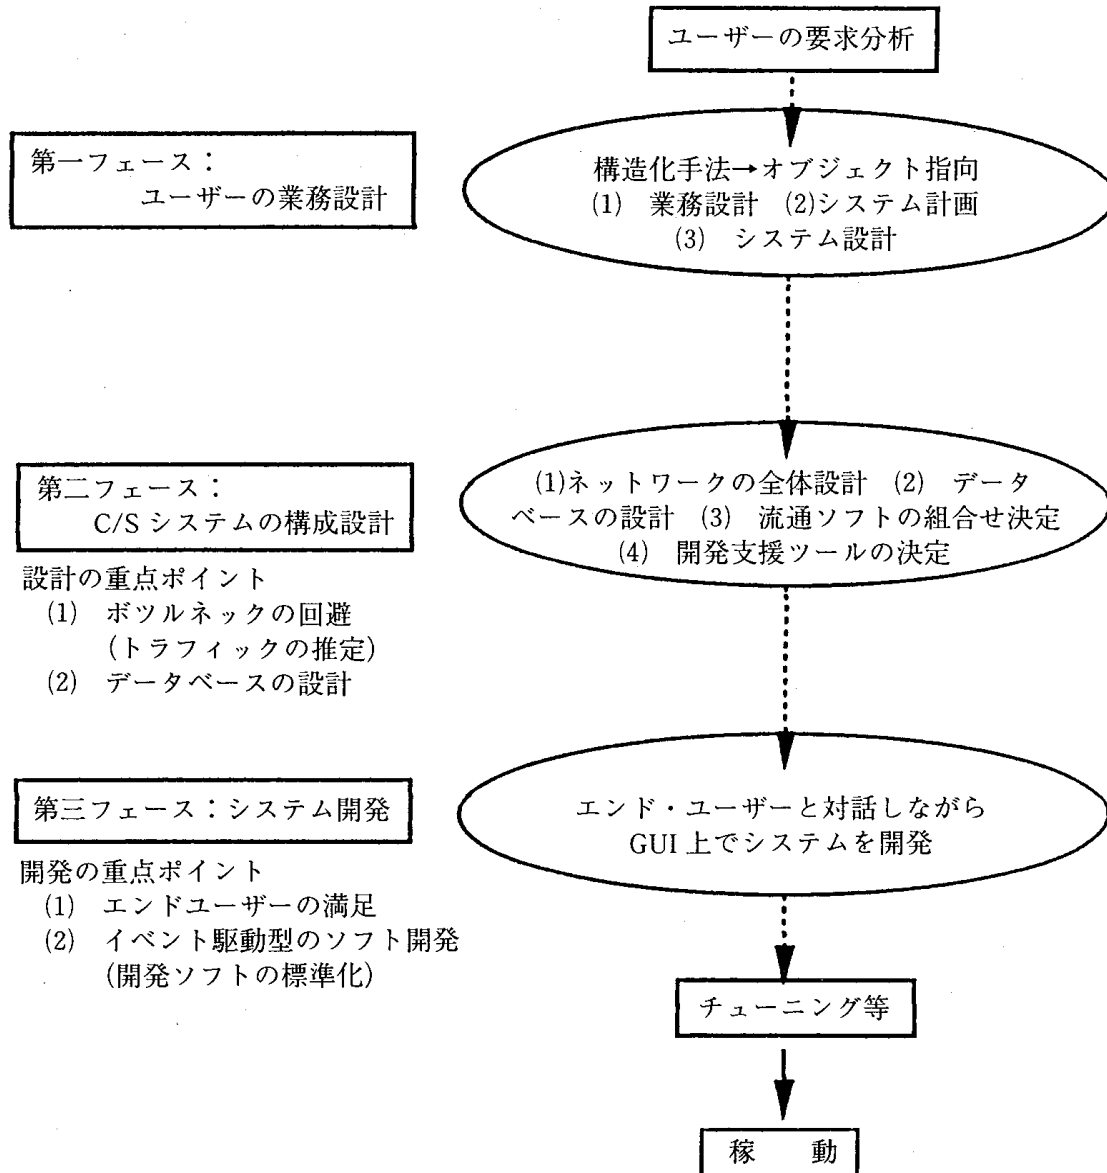 ユーザーの要求分析
第一フェース：
ユーザーの業務設計
構造化手法→オブジェクト指向
(1) 業務設計 (2)システム計画
(3) システム設計
第二フェース：
C/Sシステムの構成設計
(1)ネットワークの全体設計 (2) データ
ベースの設計 (3) 流通ソフトの組合せ決定
(4) 開発支援ツールの決定
設計の重点ポイント
(1) ボツルネックの回避
(トラフィックの推定)
(2) データベースの設計
第三フェース：システム開発
エンド・ユーザーと対話しながら
GUI上でシステムを開発
開発の重点ポイント
(1) エンドユーザーの満足
(2) イベント駆動型のソフト開発
(開発ソフトの標準化)
チューニング等
稼 動